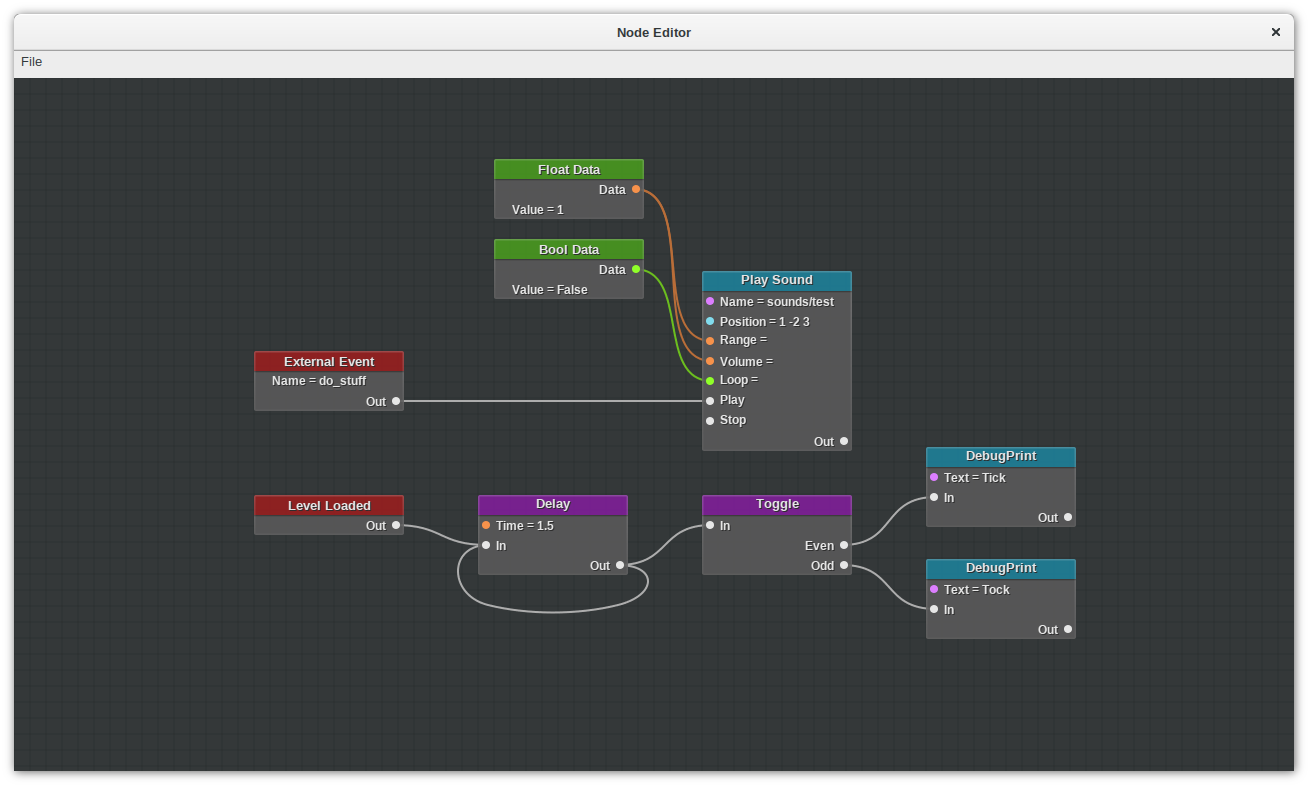 Node Editor
File
Float Data
Data
Value = 1
Bool Data
Data
Value = False
Play Sound
Name = sounds/test
Position = 1 -2 3
Range =
Volume =
Loop =
Play
Stop
Out
External Event
Name = do_stuff
Out
Level Loaded
Out
Delay
Time = 1.5
In
Out
Toggle
In
Even
Odd
DebugPrint
Text = Tick
In
Out
DebugPrint
Text = Tock
In
Out